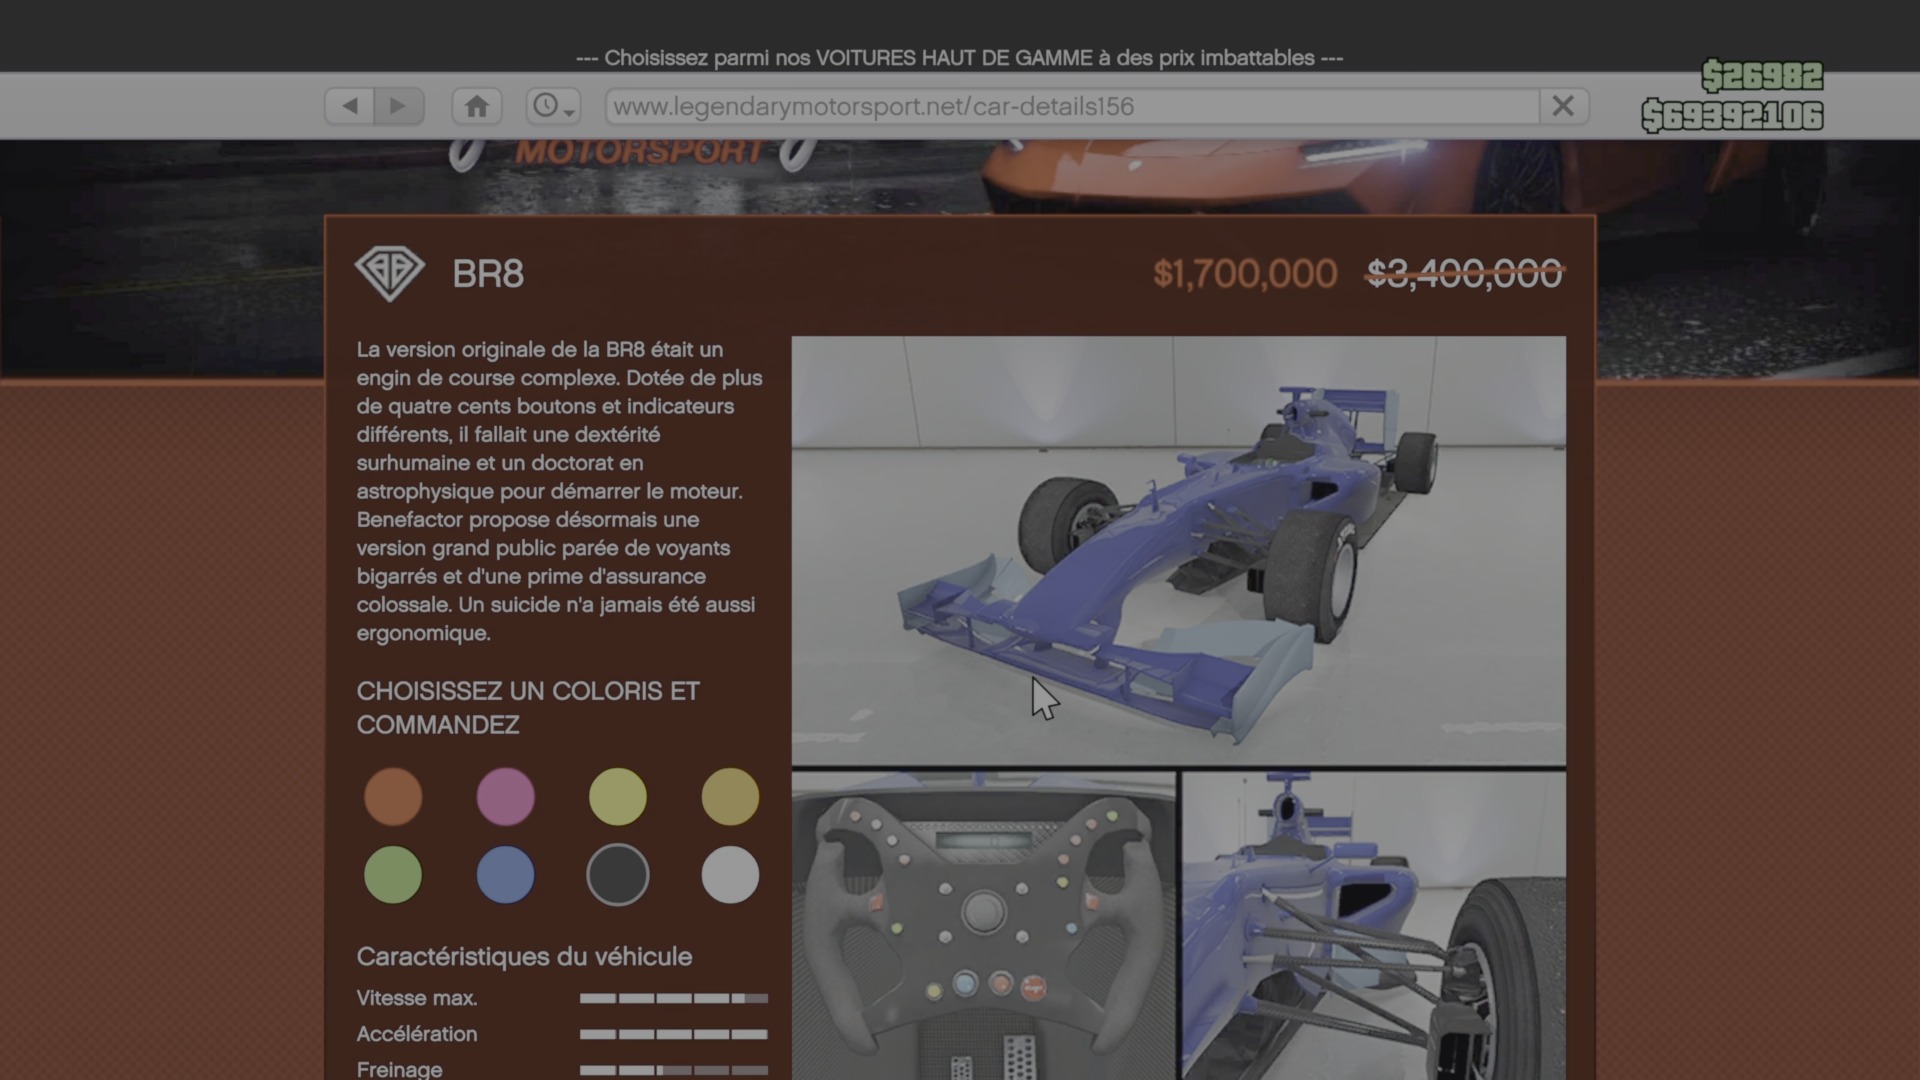 --- Choisissez parmi nos VOITURES HAUT DE GAMME à des prix imbattables ---
$26982
www.legendarymotorsport.net/car-details156
$69392106
MOTORSPORT
BR8
$1,700,000 $3,400,000
La version originale de la BR8 était un
engin de course complexe. Dotée de plus
de quatre cents boutons et indicateurs
différents, il fallait une dextérité
surhumaine et un doctorat en
astrophysique pour démarrer le moteur.
Benefactor propose désormais une
version grand public parée de voyants
bigarrés et d'une prime d'assurance
colossale. Un suicide n'a jamais été aussi
ergonomique.
CHOISISSEZ UN COLORIS ET
COMMANDEZ
Caractéristiques du véhicule
Vitesse max.
Accélération
Freinage